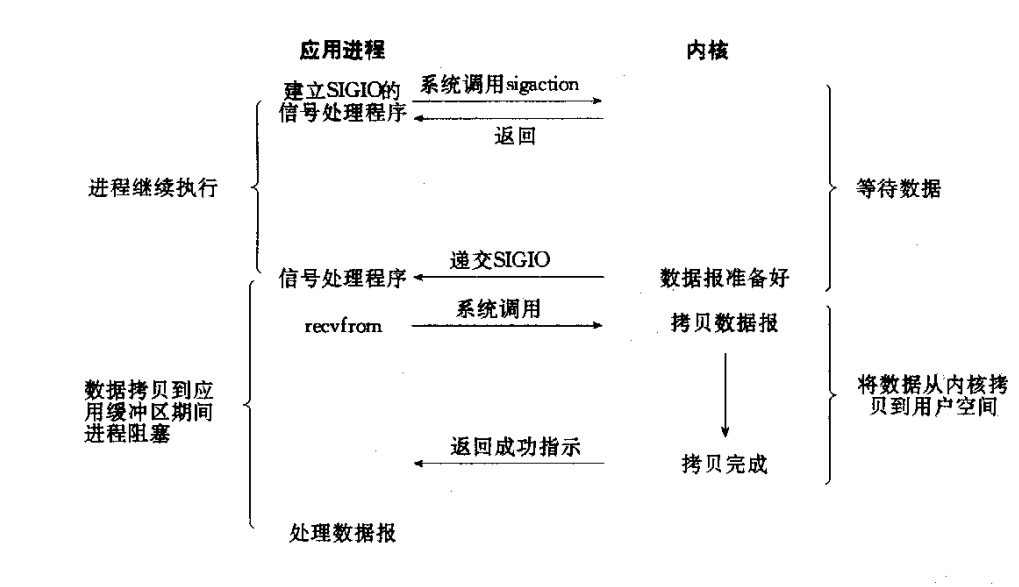 应用进程
内核
建立SIGIO的
信号处理程序
系统调用sigaction
返回
进程继续执行
等待数据
递交SIGIO
信号处理程序
数据报准备好
系统调用
recvfrom
拷贝数据报
数据拷贝到应
用缓冲区期间
进程阻塞
将数据从内核拷
贝到用户空间
返回成功指示
拷贝完成
处理数据报